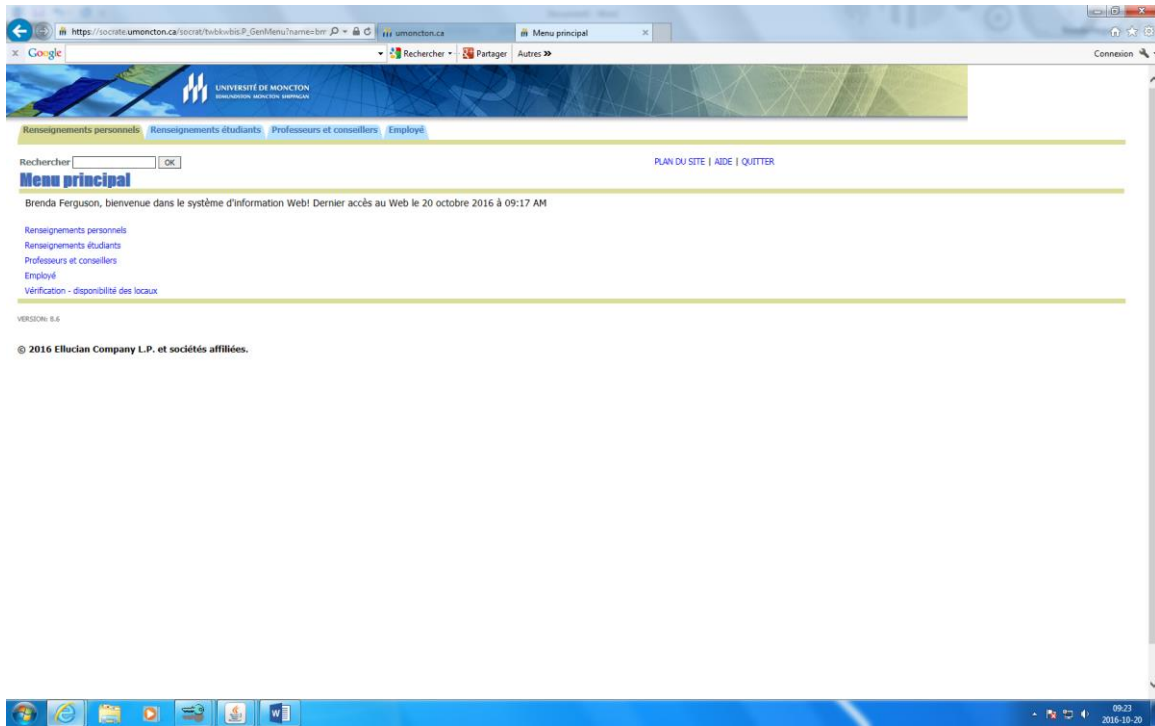 https://socrate.umoncton.ca/socrat/twbkwbis.P_GenMenu?name=bmr
umoncton.ca
Menu principal
Google
Rechercher
Partager
Autres »
Connexion
UNIVERSITÉ DE MONCTON
EDMUNDSTON MONCTON SHIPPAGAN
Renseignements personnels Renseignements étudiants Professeurs et conseillers Employé
Rechercher OK
PLAN DU SITE | AIDE | QUITTER
Menu principal
Brenda Ferguson, bienvenue dans le système d'information Web! Dernier accès au Web le 20 octobre 2016 à 09:17 AM
Renseignements personnels
Renseignements étudiants
Professeurs et conseillers
Employé
Vérification - disponibilité des locaux
VERSION: 8.6
© 2016 Ellucian Company L.P. et sociétés affiliées.
09:23
2016-10-20